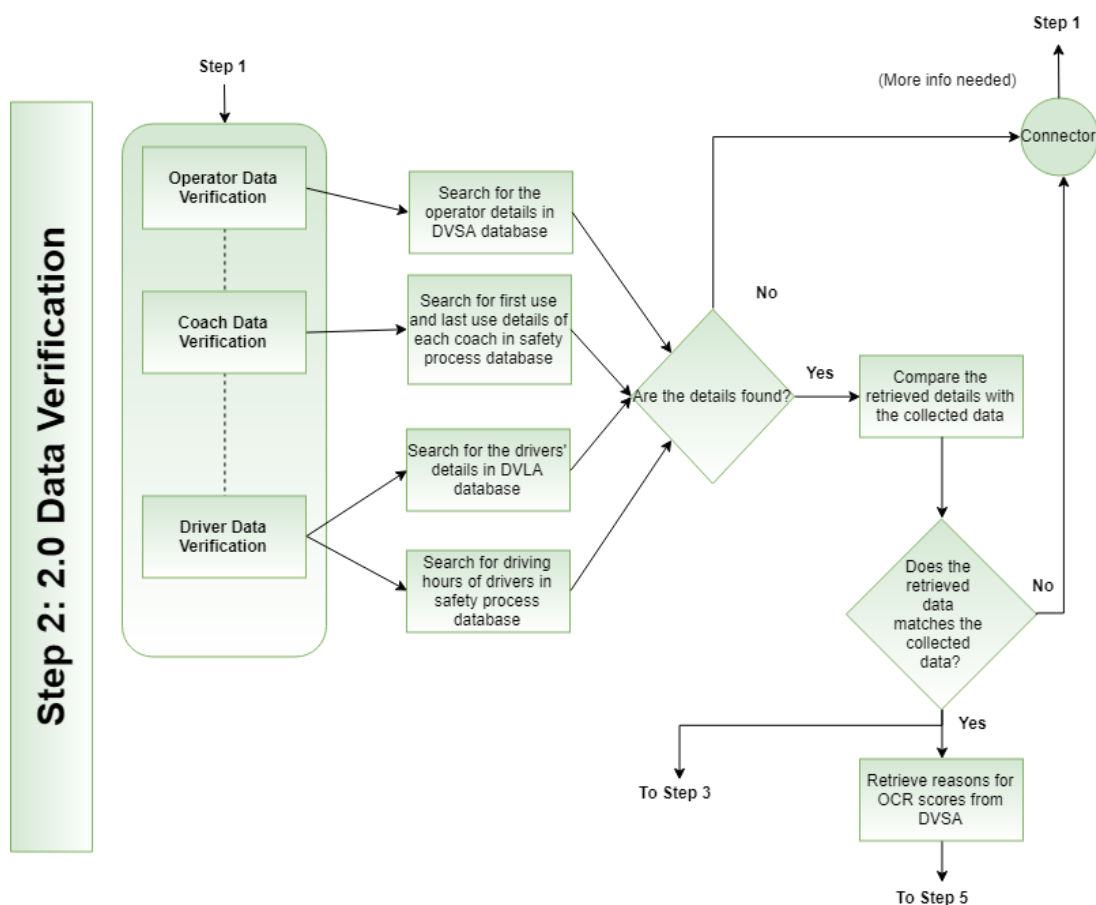 Step 2: 2.0 Data Verification
Step 1
Operator Data
Verification
Coach Data
Verification
Driver Data
Verification
Search for the
operator details in
DVSA database
Search for first use
and last use details of
each coach in safety
process database
Search for the drivers'
details in DVLA
database
Search for driving
hours of drivers in
safety process
database
Are the details found?
No
Yes
Step 1
(More info needed)
Connector
Compare the
retrieved details with
the collected data
Does the
retrieved
data
matches the
collected
data?
No
Yes
To Step 3
Retrieve reasons for
OCR scores from
DVSA
To Step 5